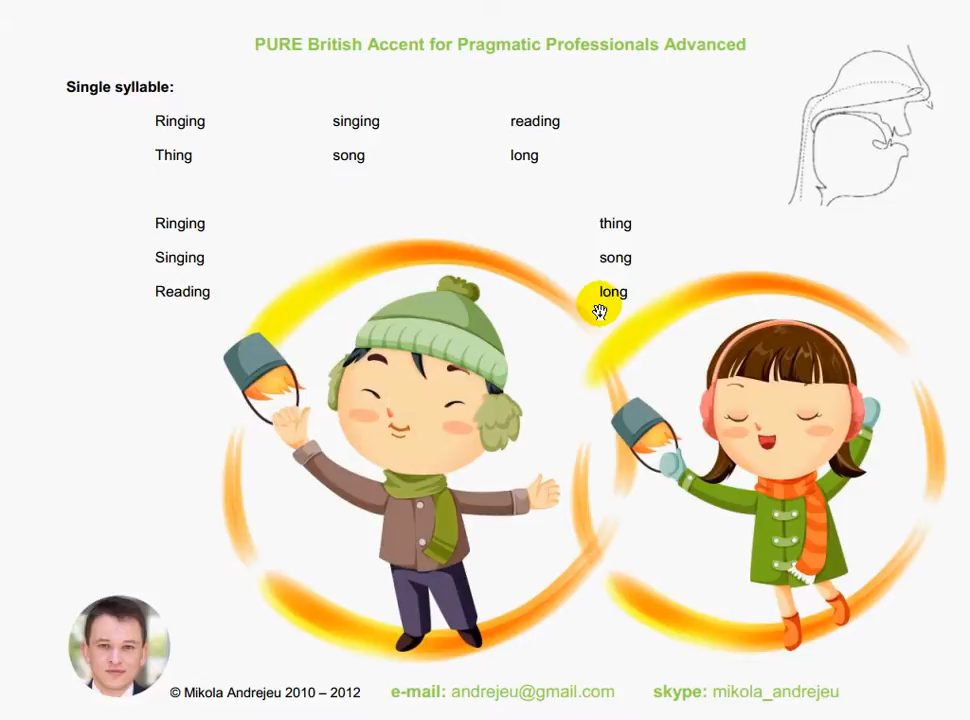 PURE British Accent for Pragmatic Professionals Advanced
Single syllable:
Ringing singing reading
Thing song long
Ringing thing
Singing song
Reading long
© Mikola Andrejeu 2010 – 2012 e-mail: andrejeu@gmail.com skype: mikola_andrejeu